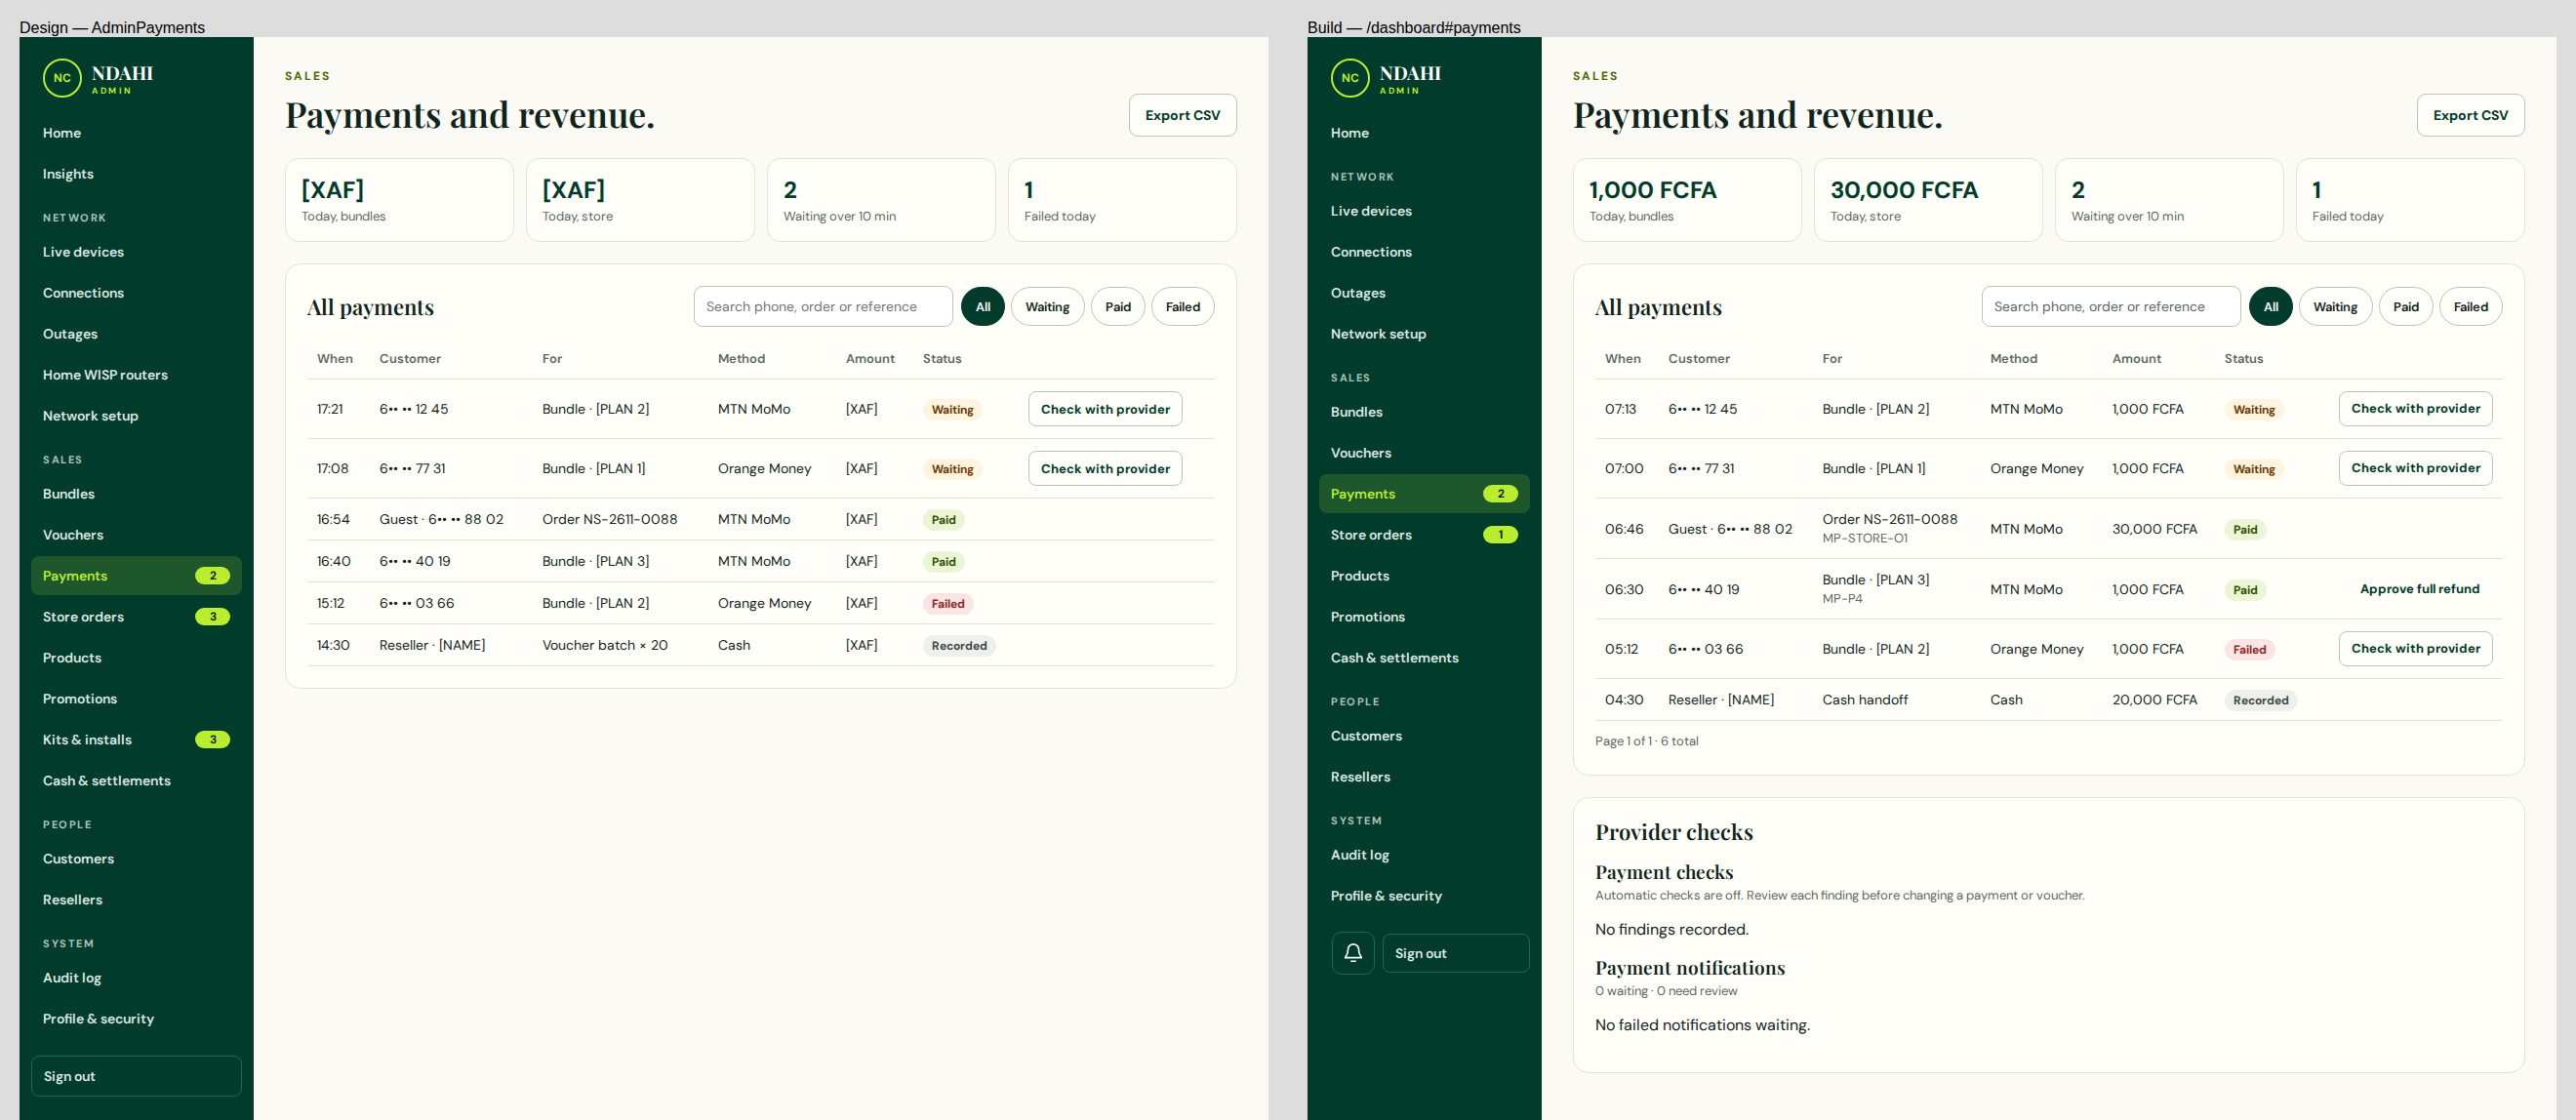 Design — AdminPayments
NC
NDAHI
ADMIN
Home
Insights
NETWORK
Live devices
Connections
Outages
Home WISP routers
Network setup
SALES
Bundles
Vouchers
Payments 2
Store orders 3
Products
Promotions
Kits & installs 3
Cash & settlements
PEOPLE
Customers
Resellers
SYSTEM
Audit log
Profile & security
Sign out
SALES
Payments and revenue.
Export CSV
[XAF]
Today, bundles
[XAF]
Today, store
2
Waiting over 10 min
1
Failed today
All payments
Search phone, order or reference
All Waiting Paid Failed
When Customer For Method Amount Status
17:21 6•• •• 12 45 Bundle · [PLAN 2] MTN MoMo [XAF] Waiting Check with provider
17:08 6•• •• 77 31 Bundle · [PLAN 1] Orange Money [XAF] Waiting Check with provider
16:54 Guest · 6•• •• 88 02 Order NS-2611-0088 MTN MoMo [XAF] Paid
16:40 6•• •• 40 19 Bundle · [PLAN 3] MTN MoMo [XAF] Paid
15:12 6•• •• 03 66 Bundle · [PLAN 2] Orange Money [XAF] Failed
14:30 Reseller · [NAME] Voucher batch × 20 Cash [XAF] Recorded
Build — /dashboard#payments
NC
NDAHI
ADMIN
Home
NETWORK
Live devices
Connections
Outages
Network setup
SALES
Bundles
Vouchers
Payments 2
Store orders 1
Products
Promotions
Cash & settlements
PEOPLE
Customers
Resellers
SYSTEM
Audit log
Profile & security
Sign out
SALES
Payments and revenue.
Export CSV
1,000 FCFA
Today, bundles
30,000 FCFA
Today, store
2
Waiting over 10 min
1
Failed today
All payments
Search phone, order or reference
All Waiting Paid Failed
When Customer For Method Amount Status
07:13 6•• •• 12 45 Bundle · [PLAN 2] MTN MoMo 1,000 FCFA Waiting Check with provider
07:00 6•• •• 77 31 Bundle · [PLAN 1] Orange Money 1,000 FCFA Waiting Check with provider
06:46 Guest · 6•• •• 88 02 Order NS-2611-0088 MTN MoMo 30,000 FCFA Paid
MP-STORE-O1
06:30 6•• •• 40 19 Bundle · [PLAN 3] MTN MoMo 1,000 FCFA Paid Approve full refund
MP-P4
05:12 6•• •• 03 66 Bundle · [PLAN 2] Orange Money 1,000 FCFA Failed Check with provider
04:30 Reseller · [NAME] Cash handoff Cash 20,000 FCFA Recorded
Page 1 of 1 · 6 total
Provider checks
Payment checks
Automatic checks are off. Review each finding before changing a payment or voucher.
No findings recorded.
Payment notifications
0 waiting · 0 need review
No failed notifications waiting.